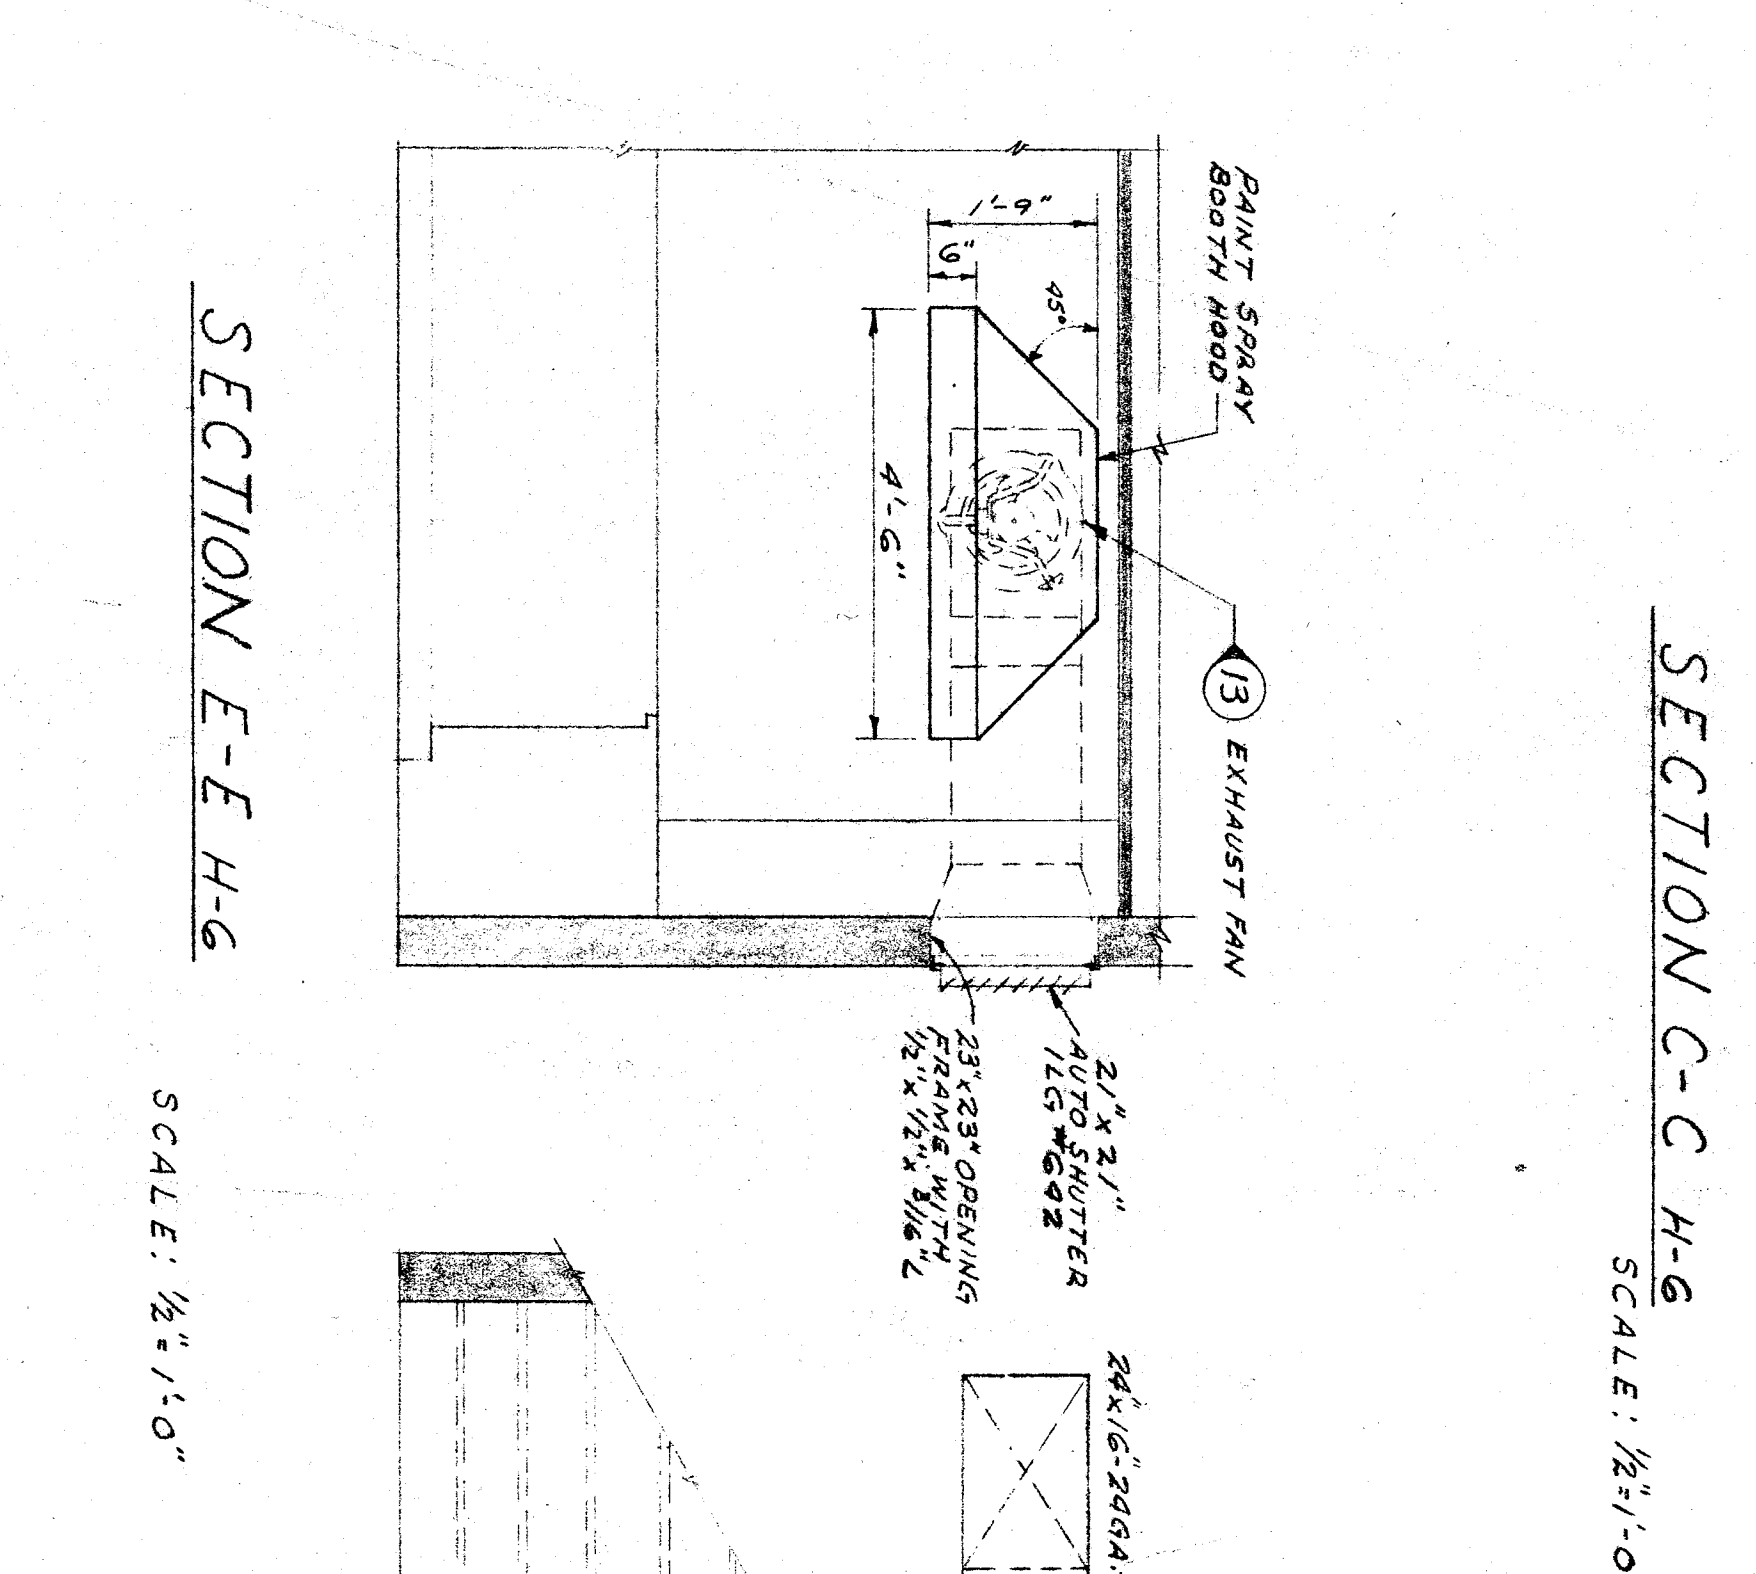 SECTION C-C H-6
SCALE: 1/2"=1'-0
PAINT SPRAY
BOOTH HOOD
13 EXHAUST FAN
1'-9"
6"
45°
4'-6"
21" x 21"
AUTO SHUTTER
ILG #692
23" x 23" OPENING
FRAME WITH
1/2" x 1/2" x 3/16" L
24"x16"-24GA.
SECTION E-E H-6
SCALE: 1/2"=1'-0"